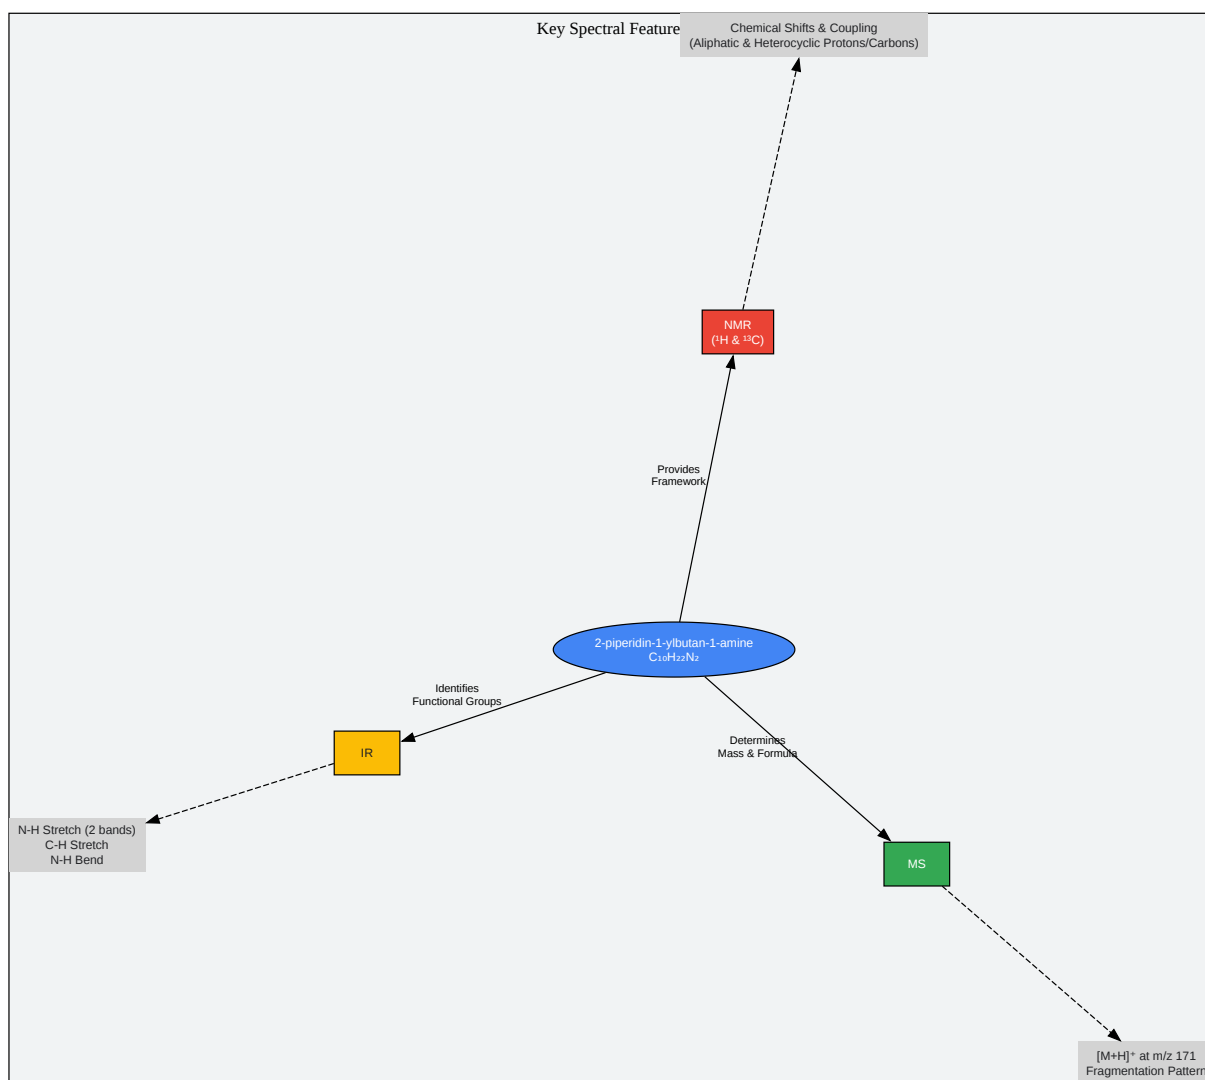 Key Spectral Feature
Chemical Shifts & Coupling
(Aliphatic & Heterocyclic Protons/Carbons)
NMR
(¹H & ¹³C)
Provides
Framework
2-piperidin-1-ylbutan-1-amine
C₁₀H₂₂N₂
Identifies
Functional Groups
Determines
Mass & Formula
IR
N-H Stretch (2 bands)
C-H Stretch
N-H Bend
MS
[M+H]⁺ at m/z 171
Fragmentation Pattern